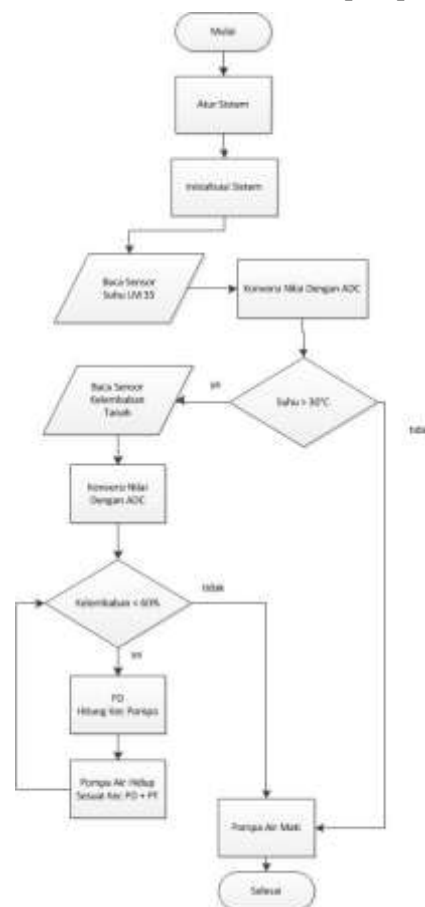 Mulai
Atur Sistem
Inisialisasi Sistem
Baca Sensor
Suhu LM 35
Konversi Nilai Dengan ADC
Suhu > 30°C
ya
tidak
Baca Sensor
Kelembaban
Tanah
Konversi Nilai
Dengan ADC
Kelembaban < 60%
tidak
ya
PD
Hitung Kec Pompa
Pompa Air Hidup
Sesuai Kec PD +
Pompa Air Mati
Selesai